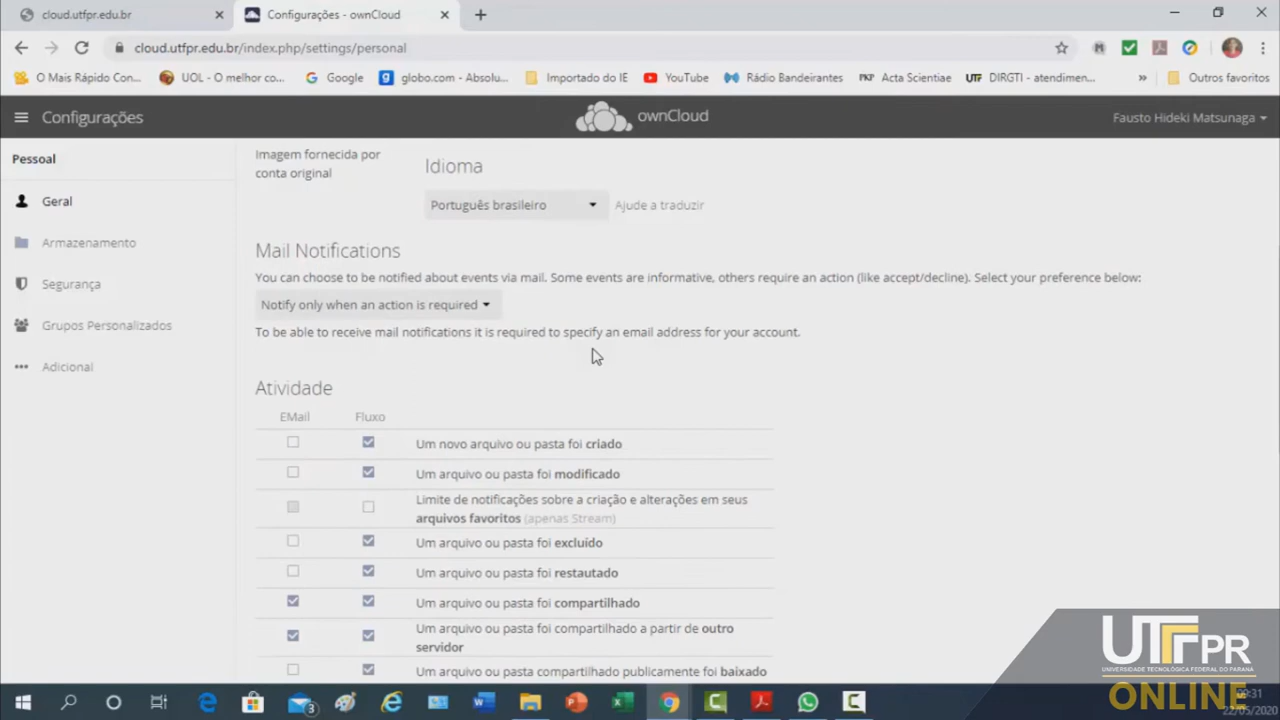 cloud.utfpr.edu.br
Configurações - ownCloud
cloud.utfpr.edu.br/index.php/settings/personal
O Mais Rápido Con...
UOL - O melhor co...
Google
globo.com - Absolu...
Importado do IE
YouTube
Rádio Bandeirantes
Acta Scientiae
DIRGTI - atendimen...
Outros favoritos
Configurações
ownCloud
Fausto Hideki Matsunaga
Pessoal
Geral
Armazenamento
Segurança
Grupos Personalizados
Adicional
Imagem fornecida por
conta original
Idioma
Português brasileiro
Ajude a traduzir
Mail Notifications
You can choose to be notified about events via mail. Some events are informative, others require an action (like accept/decline). Select your preference below:
Notify only when an action is required
To be able to receive mail notifications it is required to specify an email address for your account.
Atividade
EMail Fluxo
Um novo arquivo ou pasta foi criado
Um arquivo ou pasta foi modificado
Limite de notificações sobre a criação e alterações em seus
arquivos favoritos (apenas Stream)
Um arquivo ou pasta foi excluído
Um arquivo ou pasta foi restautado
Um arquivo ou pasta foi compartilhado
Um arquivo ou pasta foi compartilhado a partir de outro
servidor
Um arquivo ou pasta compartilhado publicamente foi baixado
UTFPR
UNIVERSIDADE TECNOLÓGICA FEDERAL DO PARANÁ
ONLINE
09:31
22/05/2020